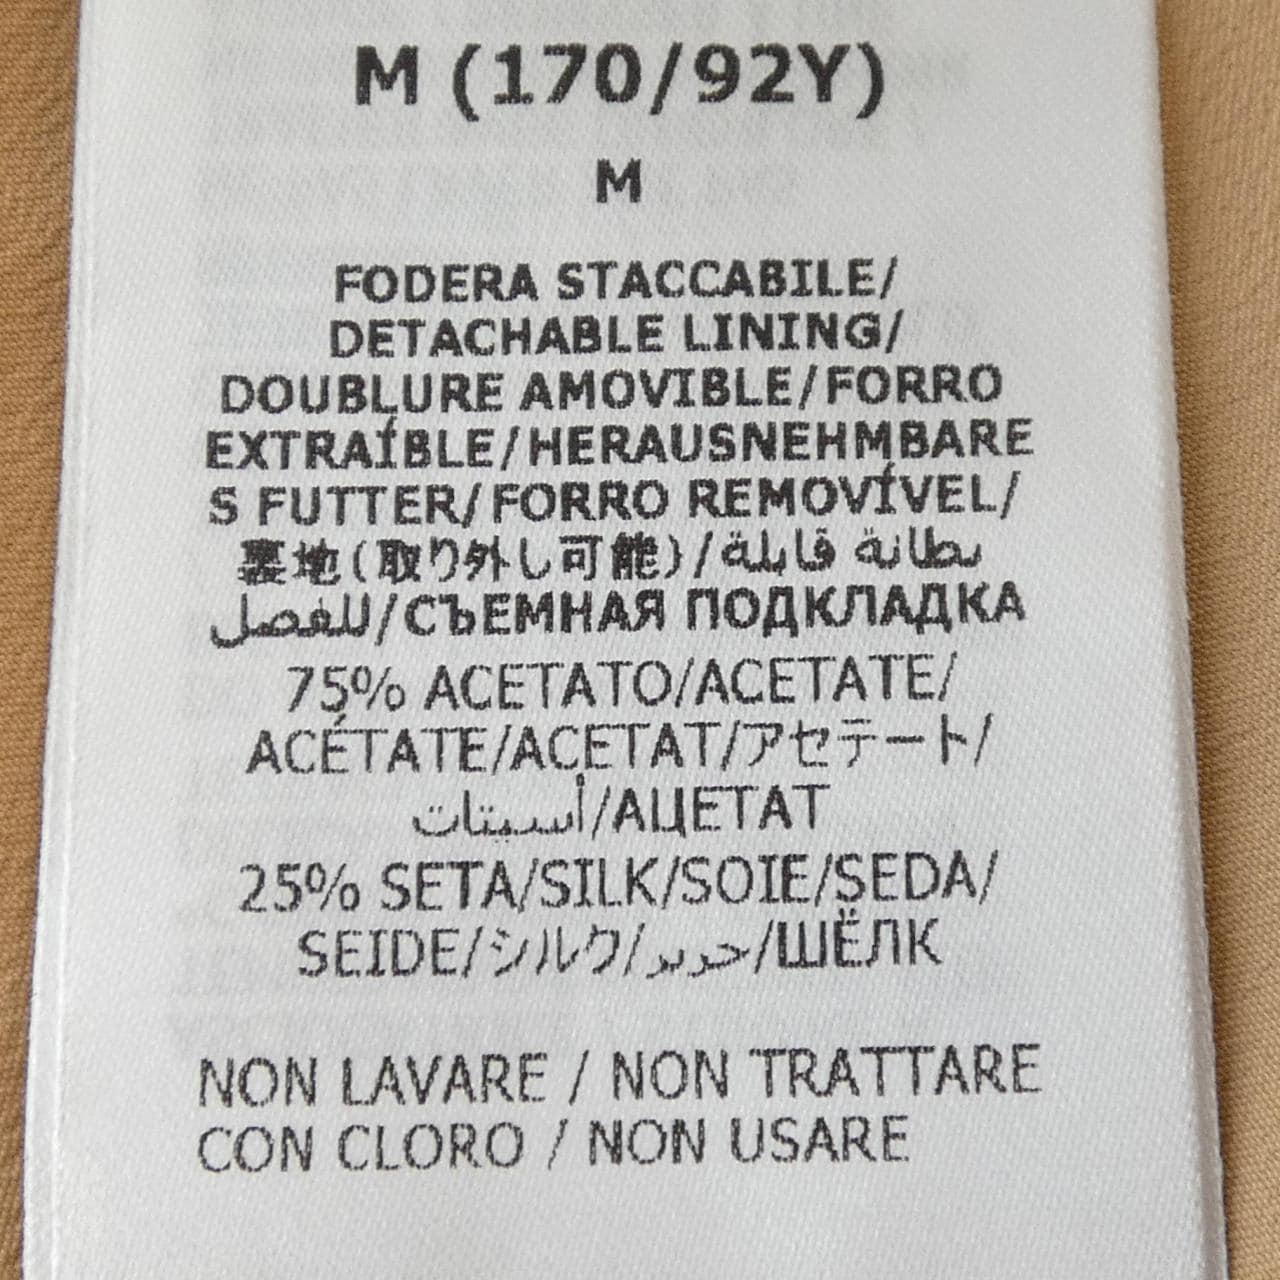 M (170/92Y)
M
FODERA STACCABILE/
DETACHABLE LINING/
DOUBLURE AMOVIBLE/FORRO
EXTRAÍBLE/HERAUSNEHMBARE
S FUTTER/FORRO REMOVÍVEL/
裏地(取り外し可能)/بطانة قابلة
للفصل/СЪЕМНАЯ ПОДКЛАДКА
75% ACETATO/ACETATE/
ACÉTATE/ACETAT/アセテート/
أسيتات/АЦЕТАТ
25% SETA/SILK/SOIE/SEDA/
SEIDE/シルク/حرير/ШЁЛК
NON LAVARE / NON TRATTARE
CON CLORO / NON USARE